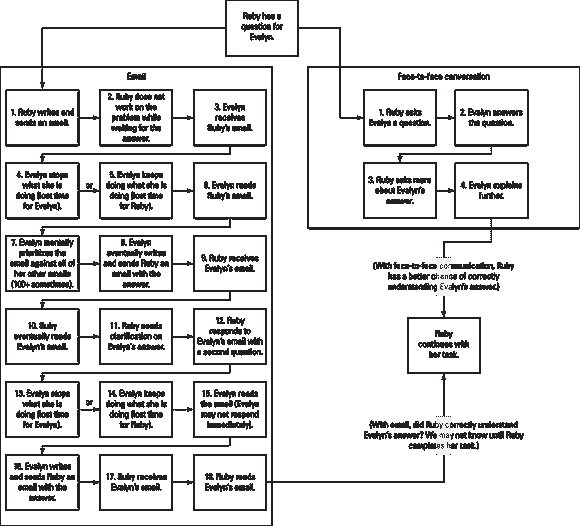 Ruby has a
question for
Evelyn.
Email
1. Ruby writes and
sends an email.
2. Ruby does not
work on the
problem while
waiting for the
answer.
3. Evelyn
receives
Ruby's email.
4. Evelyn stops
what she is
doing (lost time
for Evelyn).
or
5. Evelyn keeps
doing what she is
doing (lost time
for Ruby).
6. Evelyn reads
Ruby's email.
7. Evelyn mentally
prioritizes the
email against all of
her other emails
(100+ sometimes).
8. Evelyn
eventually writes
and sends Ruby an
email with the
answer.
9. Ruby receives
Evelyn's email.
10. Ruby
eventually reads
Evelyn's email.
11. Ruby needs
clarification on
Evelyn's answer.
12. Ruby
responds to
Evelyn's email with
a second question.
13. Evelyn stops
what she is
doing (lost time
for Evelyn).
or
14. Evelyn keeps
doing what she is
doing (lost time
for Ruby).
15. Evelyn reads
the email (Evelyn
may not respond
immediately).
16. Evelyn writes
and sends Ruby an
email with the
answer.
17. Ruby receives
Evelyn's email.
18. Ruby reads
Evelyn's email.
Face-to-face conversation
1. Ruby asks
Evelyn a question.
2. Evelyn answers
the question.
3. Ruby asks more
about Evelyn's
answer.
4. Evelyn explains
further.
(With face-to-face communication, Ruby
has a better chance of correctly
understanding Evelyn's answer.)
Ruby
continues with
her task.
(With email, did Ruby correctly understand
Evelyn's answer? We may not know until Ruby
completes her task.)